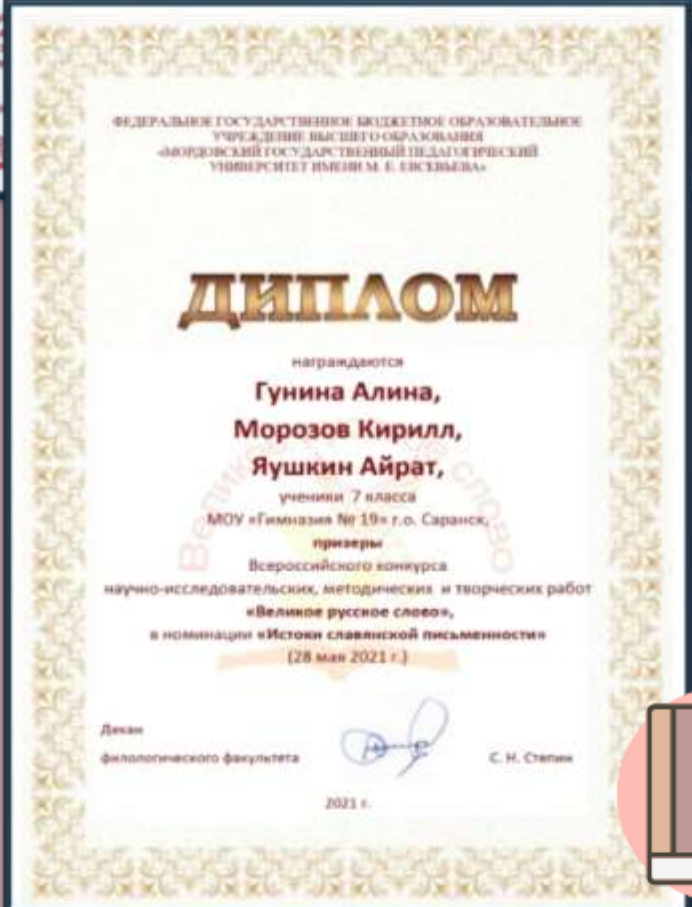 ФЕДЕРАЛЬНОЕ ГОСУДАРСТВЕННОЕ БЮДЖЕТНОЕ ОБРАЗОВАТЕЛЬНОЕ
УЧРЕЖДЕНИЕ ВЫСШЕГО ОБРАЗОВАНИЯ
«МОРДОВСКИЙ ГОСУДАРСТВЕННЫЙ ПЕДАГОГИЧЕСКИЙ
УНИВЕРСИТЕТ ИМЕНИ М. Е. ЕВСЕВЬЕВА»
ДИПЛОМ
награждаются
Гунина Алина,
Морозов Кирилл,
Яушкин Айрат,
ученики 7 класса
МОУ «Гимназия № 19» г.о. Саранск,
призеры
Всероссийского конкурса
научно-исследовательских, методических и творческих работ
«Великое русское слово»,
в номинации «Истоки славянской письменности»
(28 мая 2021 г.)
Декан
филологического факультета С. Н. Степин
2021 г.